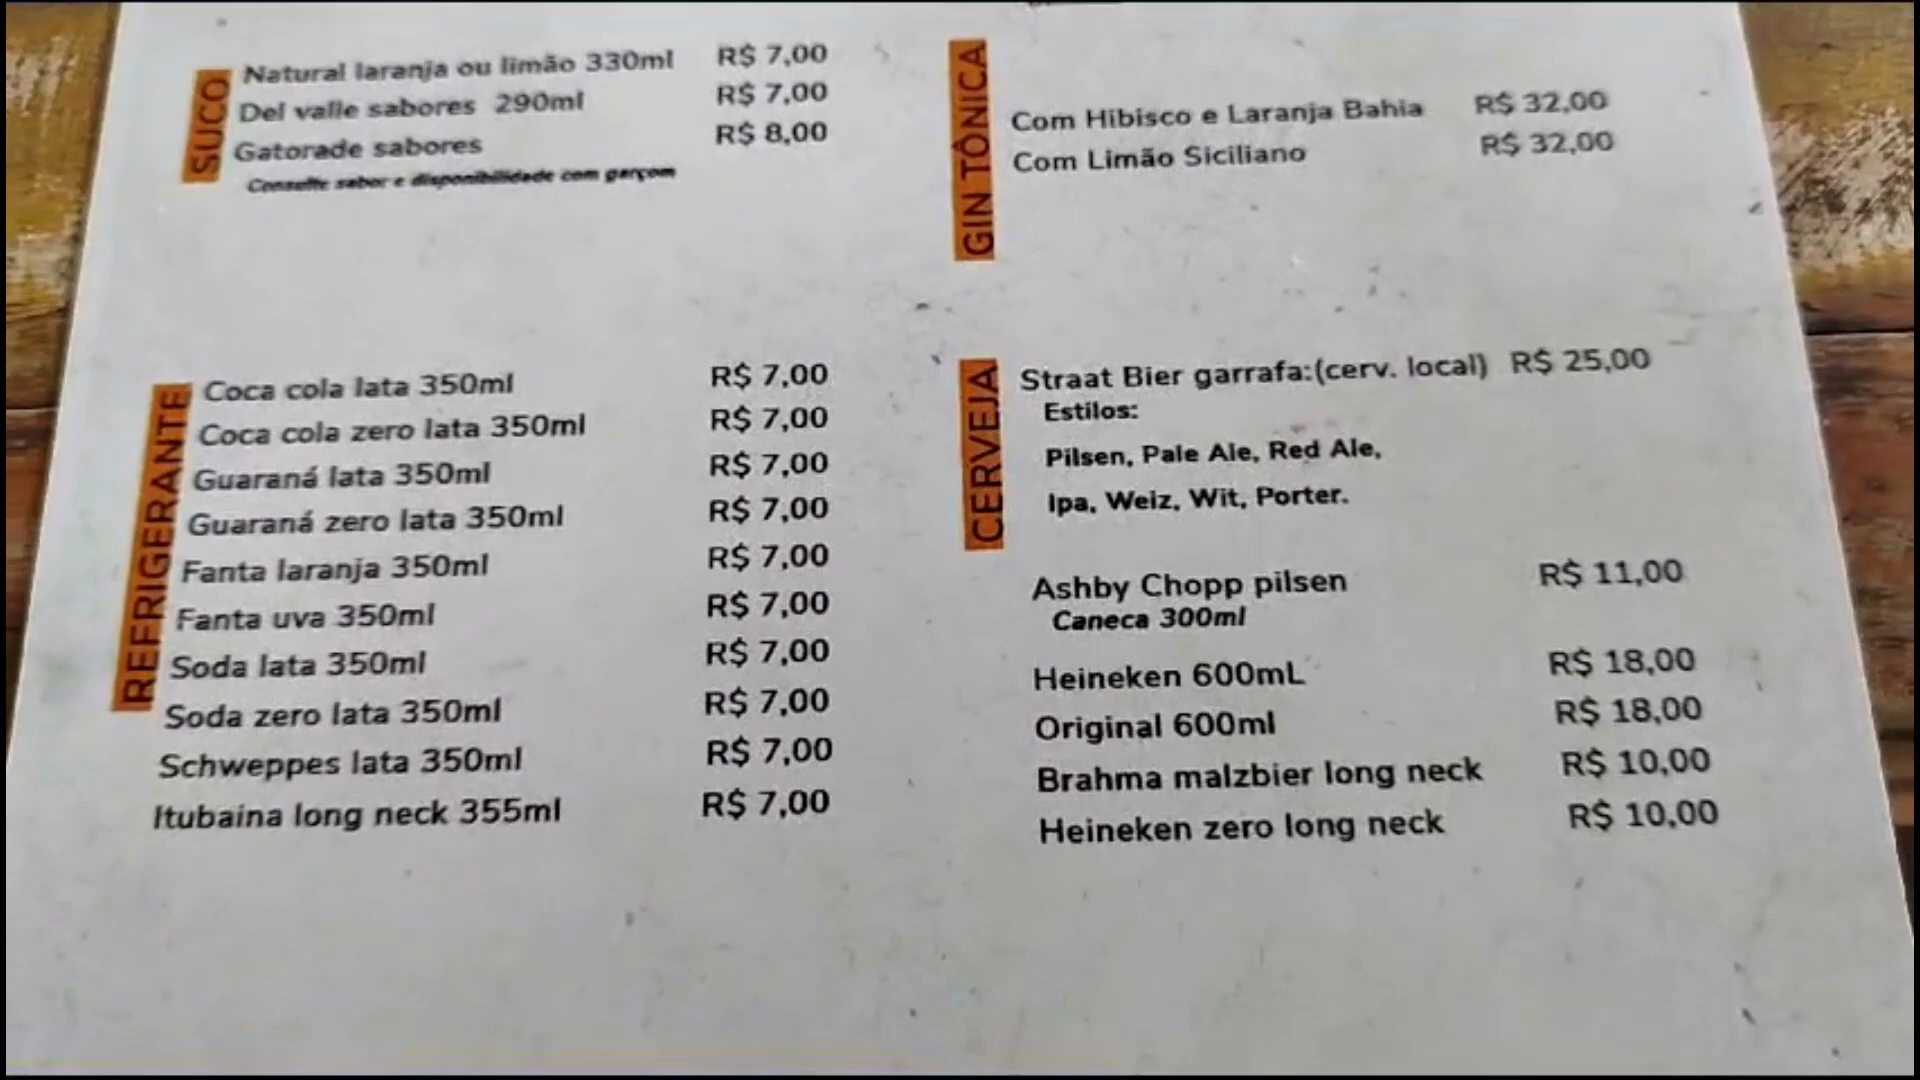 SUCO
Natural laranja ou limão 330ml R$ 7,00
Del valle sabores 290ml R$ 7,00
Gatorade sabores R$ 8,00
Consulte sabor e disponibilidade com garçom
REFRIGERANTE
Coca cola lata 350ml R$ 7,00
Coca cola zero lata 350ml R$ 7,00
Guaraná lata 350ml R$ 7,00
Guaraná zero lata 350ml R$ 7,00
Fanta laranja 350ml R$ 7,00
Fanta uva 350ml R$ 7,00
Soda lata 350ml R$ 7,00
Soda zero lata 350ml R$ 7,00
Schweppes lata 350ml R$ 7,00
Itubaina long neck 355ml R$ 7,00
GIN TÔNICA
Com Hibisco e Laranja Bahia R$ 32,00
Com Limão Siciliano R$ 32,00
CERVEJA
Straat Bier garrafa:(cerv. local) R$ 25,00
Estilos:
Pilsen, Pale Ale, Red Ale,
Ipa, Weiz, Wit, Porter.
Ashby Chopp pilsen R$ 11,00
Caneca 300ml
Heineken 600mL R$ 18,00
Original 600ml R$ 18,00
Brahma malzbier long neck R$ 10,00
Heineken zero long neck R$ 10,00